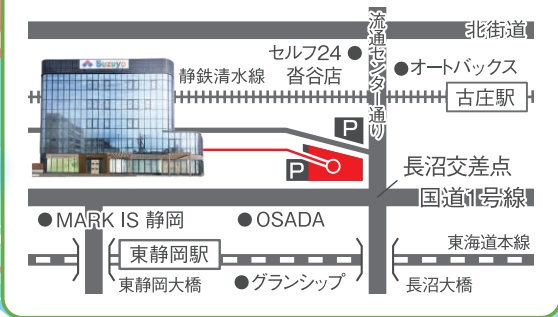 北街道
流通センター通り
セルフ24
沓谷店
オートバックス
Suzuyo
静鉄清水線
古庄駅
P
P
長沼交差点
国道1号線
MARK IS 静岡
OSADA
東海道本線
東静岡駅
東静岡大橋
グランシップ
長沼大橋